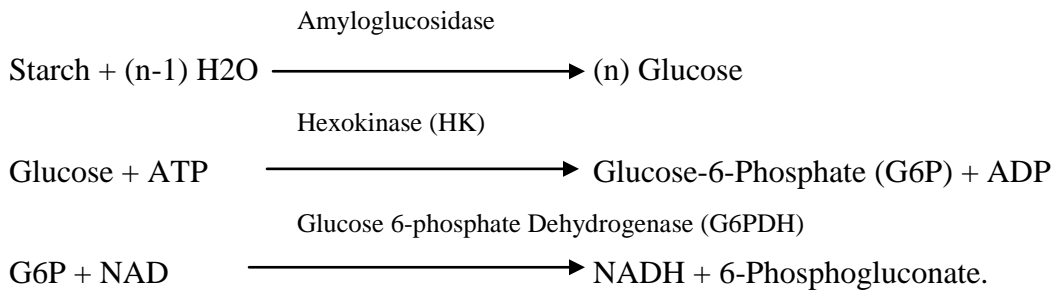 Amyloglucosidase
Starch + (n-1) H2O (n) Glucose
Hexokinase (HK)
Glucose + ATP Glucose-6-Phosphate (G6P) + ADP
Glucose 6-phosphate Dehydrogenase (G6PDH)
G6P + NAD NADH + 6-Phosphogluconate.